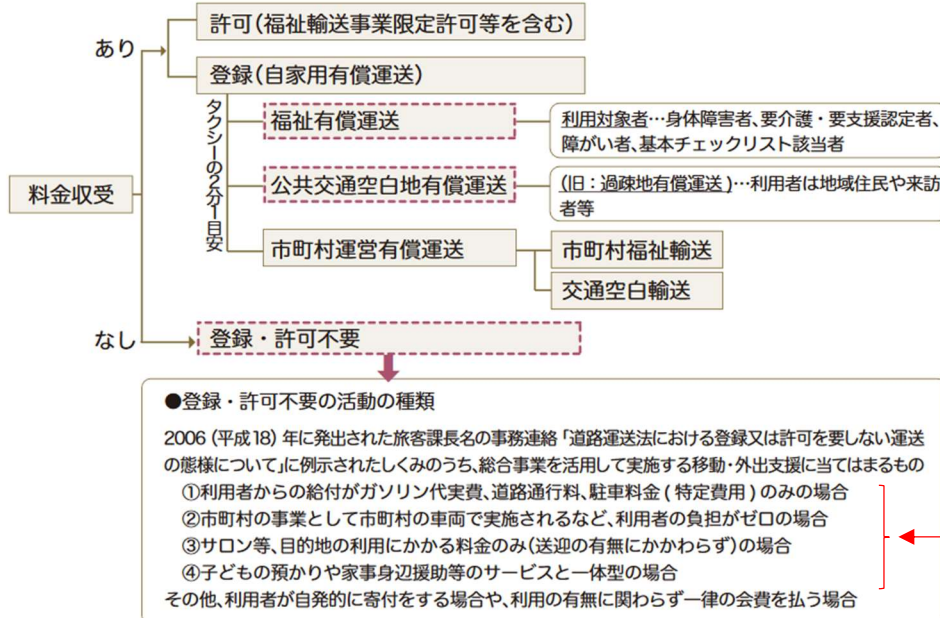 あり
許可(福祉輸送事業限定許可等を含む)
登録(自家用有償運送)
タクシーの2分の1目安
福祉有償運送
利用対象者…身体障害者、要介護・要支援認定者、
障がい者、基本チェックリスト該当者
公共交通空白地有償運送
(旧:過疎地有償運送)…利用者は地域住民や来訪
者等
料金収受
市町村運営有償運送
市町村福祉輸送
交通空白輸送
なし
登録・許可不要
●登録・許可不要の活動の種類
2006(平成18)年に発出された旅客課長名の事務連絡「道路運送法における登録又は許可を要しない運送
の態様について」に例示されたしくみのうち、総合事業を活用して実施する移動・外出支援に当てはまるもの
①利用者からの給付がガソリン代実費、道路通行料、駐車料金(特定費用)のみの場合
②市町村の事業として市町村の車両で実施されるなど、利用者の負担がゼロの場合
③サロン等、目的地の利用にかかる料金のみ(送迎の有無にかかわらず)の場合
④子どもの預かりや家事身辺援助等のサービスと一体型の場合
その他、利用者が自発的に寄付をする場合や、利用の有無に関わらず一律の会費を払う場合